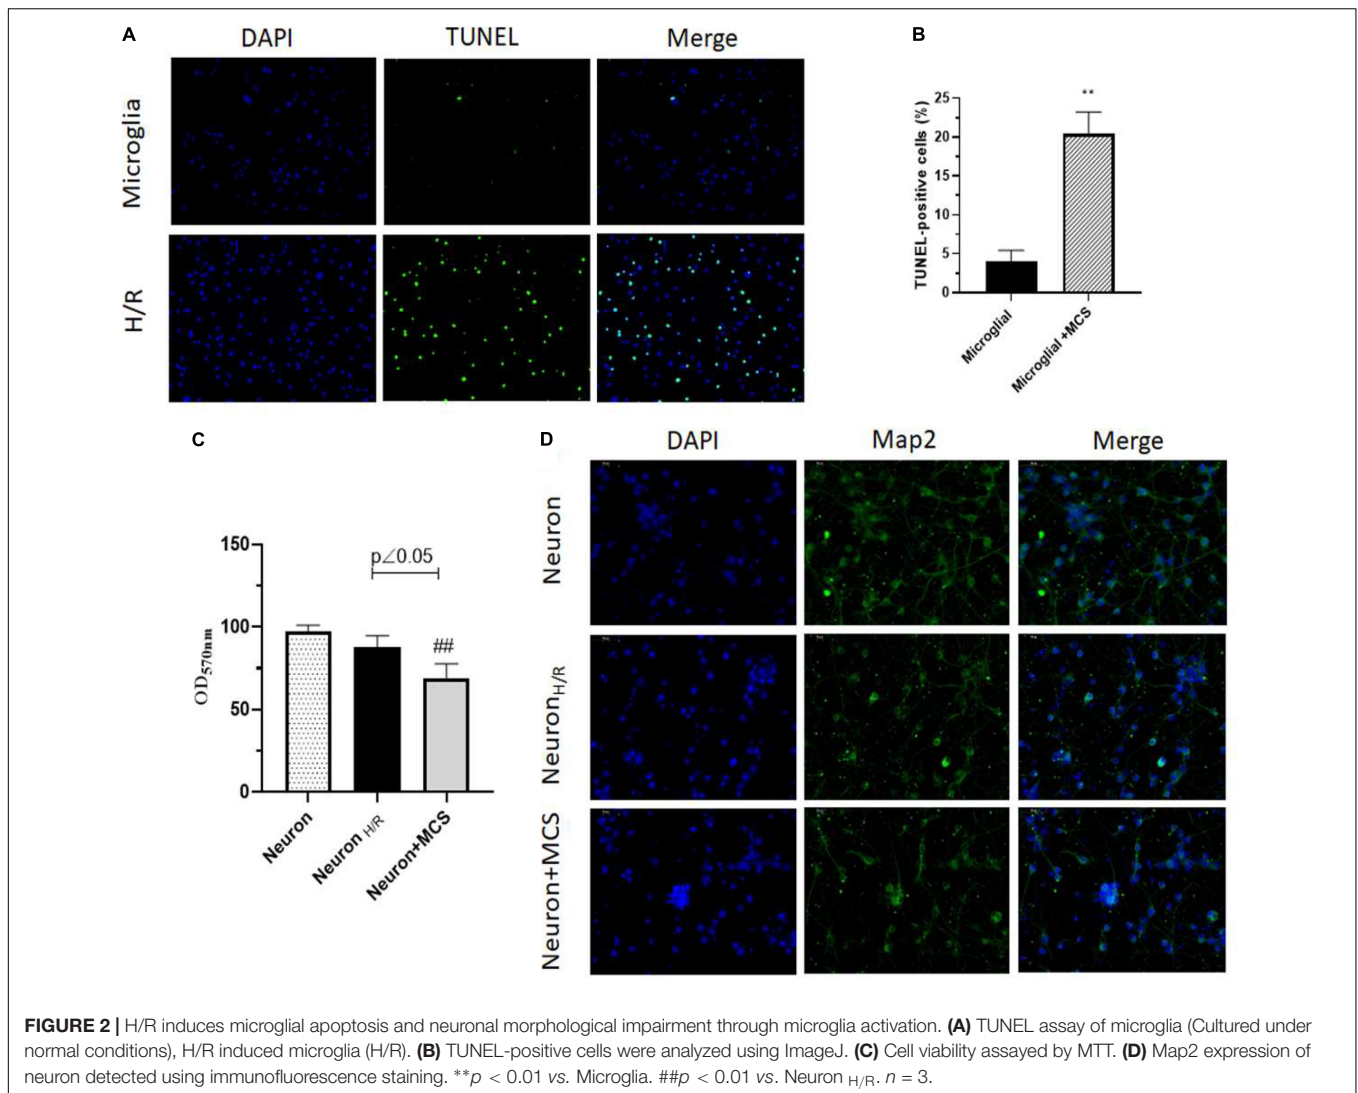 A
DAPI
TUNEL
Merge
Microglia
H/R
B
TUNEL-positive cells (%)
25
20
15
10
5
0
**
Microglial
Microglial +MCS
C
OD570nm
150
100
50
0
p∠0.05
##
Neuron
Neuron H/R
Neuron+MCS
D
DAPI
Map2
Merge
Neuron
NeuronH/R
Neuron+MCS
FIGURE 2 | H/R induces microglial apoptosis and neuronal morphological impairment through microglia activation. (A) TUNEL assay of microglia (Cultured under
normal conditions), H/R induced microglia (H/R). (B) TUNEL-positive cells were analyzed using ImageJ. (C) Cell viability assayed by MTT. (D) Map2 expression of
neuron detected using immunofluorescence staining. **p < 0.01 vs. Microglia. ##p < 0.01 vs. Neuron H/R. n = 3.